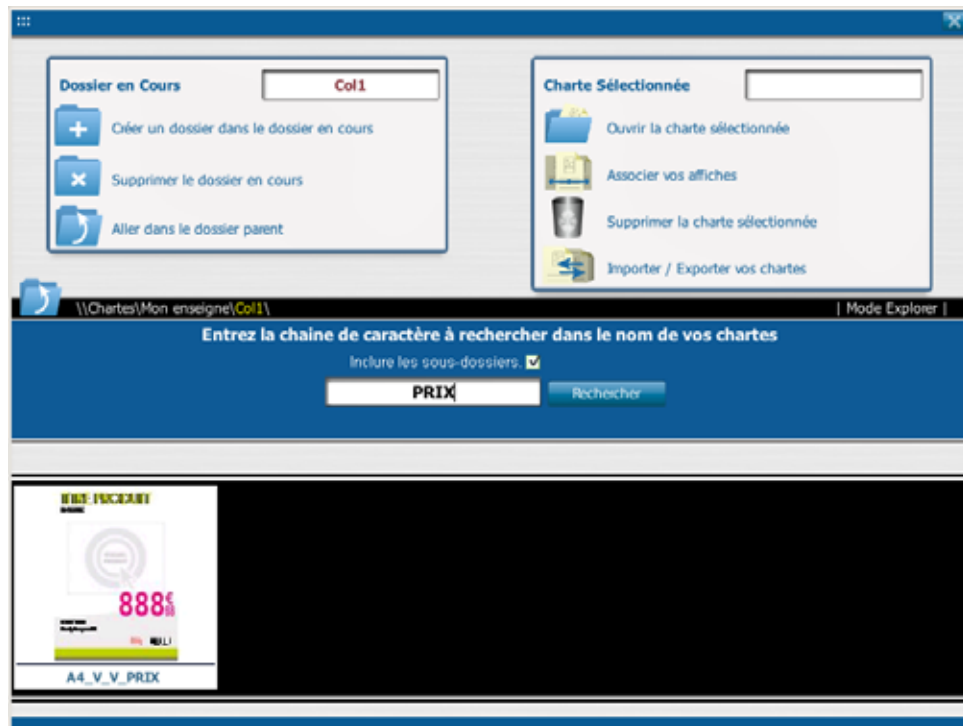 Dossier en Cours
Col1
Créer un dossier dans le dossier en cours
Supprimer le dossier en cours
Aller dans le dossier parent
Charte Sélectionnée
Ouvrir la charte sélectionnée
Associer vos affiches
Supprimer la charte sélectionnée
Importer / Exporter vos chartes
\\Chartes\Mon enseigne\Col1\
| Mode Explorer |
Entrez la chaine de caractère à rechercher dans le nom de vos chartes
Inclure les sous-dossiers.
PRIX
Rechercher
PRODUIT
888€
A4_V_V_PRIX